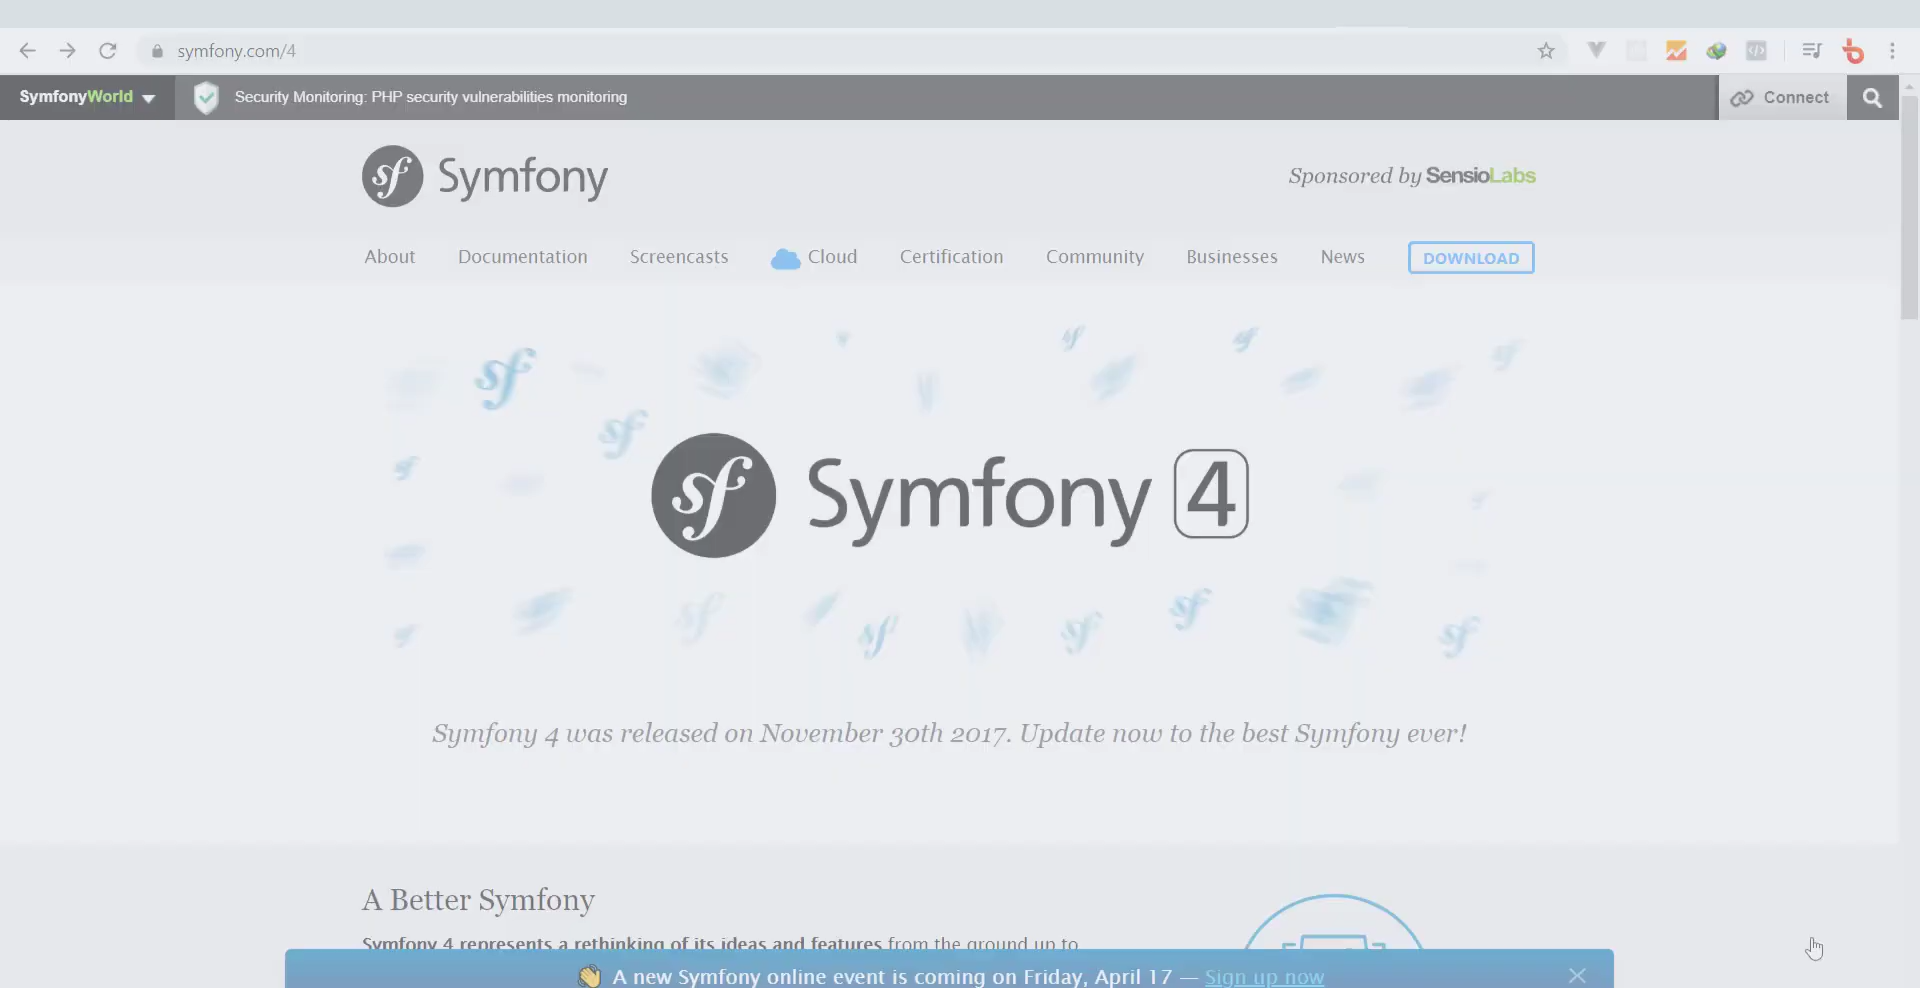 symfony.com/4
SymfonyWorld
Security Monitoring: PHP security vulnerabilities monitoring
Connect
sf Symfony
Sponsored by SensioLabs
About Documentation Screencasts Cloud Certification Community Businesses News DOWNLOAD
sf Symfony 4
Symfony 4 was released on November 30th 2017. Update now to the best Symfony ever!
A Better Symfony
Symfony 4 represents a rethinking of its ideas and features from the ground up to
👋 A new Symfony online event is coming on Friday, April 17 — Sign up now